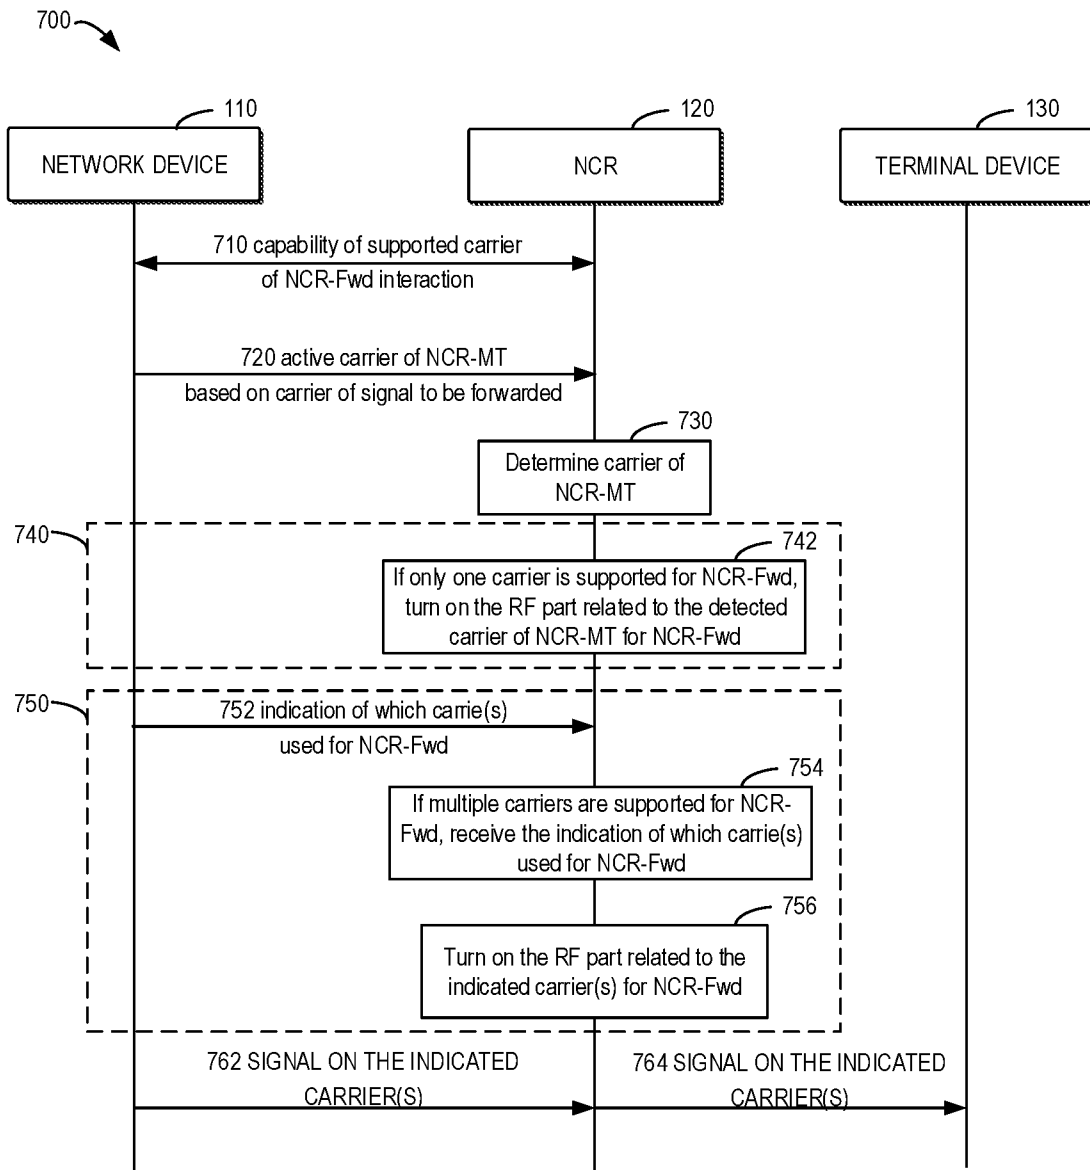 700
110
120
130
NETWORK DEVICE
NCR
TERMINAL DEVICE
710 capability of supported carrier
of NCR-Fwd interaction
720 active carrier of NCR-MT
based on carrier of signal to be forwarded
730
Determine carrier of
NCR-MT
740
742
If only one carrier is supported for NCR-Fwd,
turn on the RF part related to the detected
carrier of NCR-MT for NCR-Fwd
750
752 indication of which carrie(s)
used for NCR-Fwd
754
If multiple carriers are supported for NCR-
Fwd, receive the indication of which carrie(s)
used for NCR-Fwd
756
Turn on the RF part related to the
indicated carrier(s) for NCR-Fwd
762 SIGNAL ON THE INDICATED
CARRIER(S)
764 SIGNAL ON THE INDICATED
CARRIER(S)